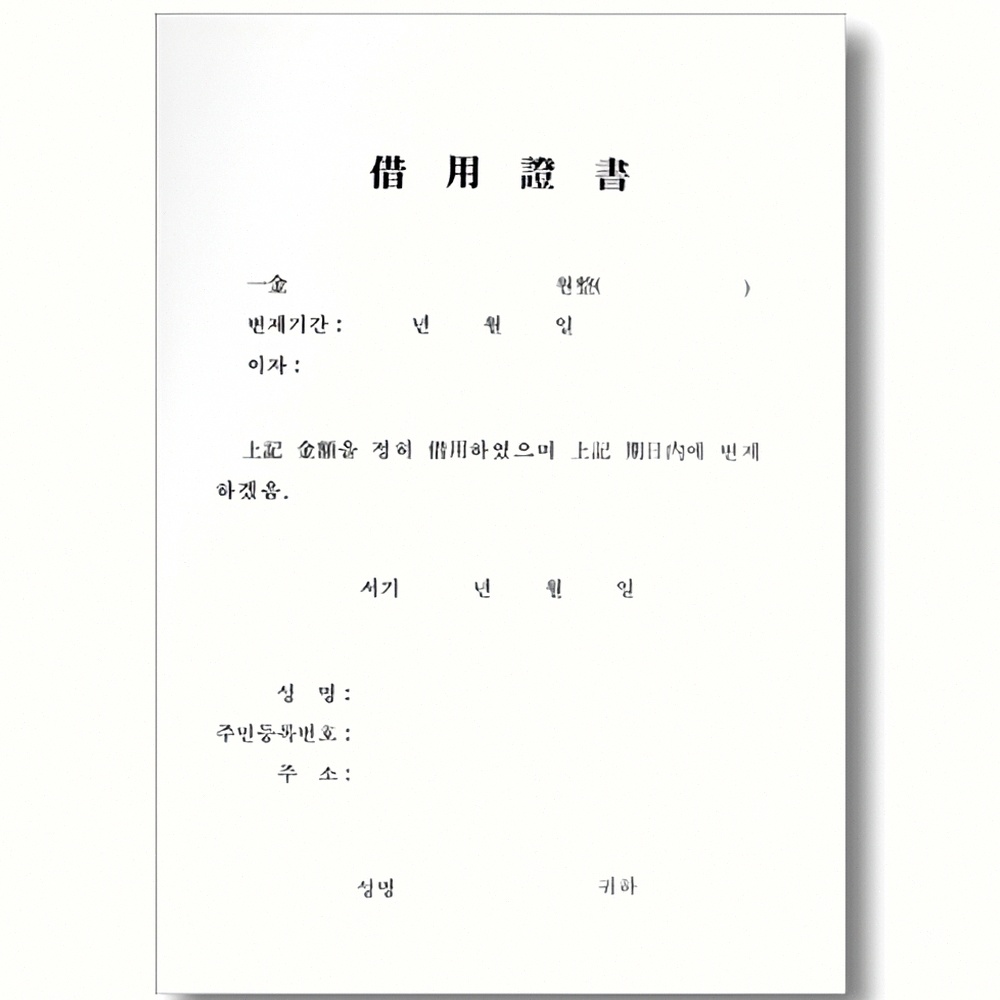 借 用 證 書
一金 원整( )
변제기간 : 년 월 일
이자 :
上記 金額을 정히 借用하였으며 上記 期日內에 변제
하겠음.
서기 년 월 일
성 명 :
주민등록번호 :
주 소 :
성명 귀하